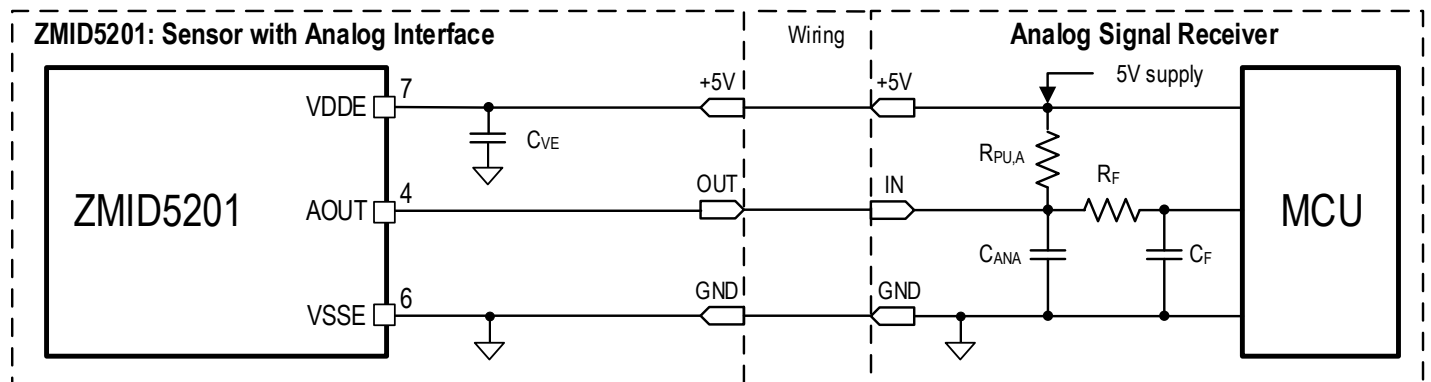 ZMID5201: Sensor with Analog Interface
Wiring
Analog Signal Receiver
7
+5V
+5V
5V supply
VDDE
CVE
RPU,A
ZMID5201
4
AOUT
OUT
IN
RF
MCU
CANA
CF
6
VSSE
GND
GND